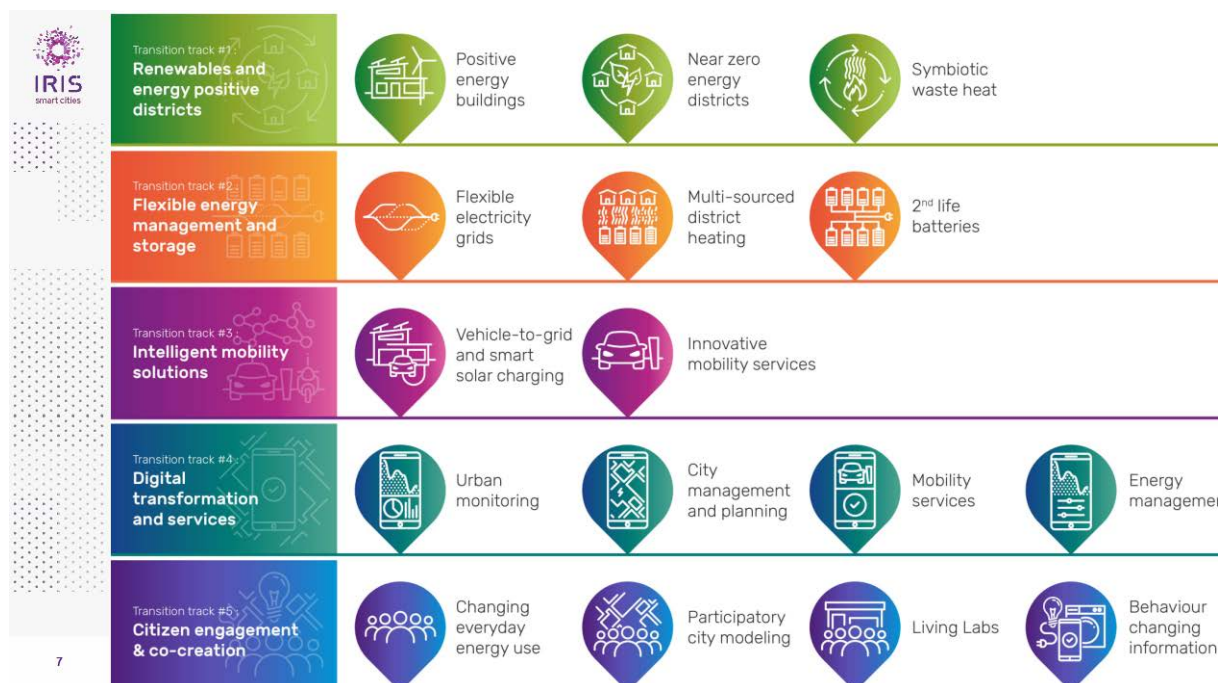 IRIS
smart cities
Transition track #1 :
Renewables and
energy positive
districts
Positive
energy
buildings
Near zero
energy
districts
Symbiotic
waste heat
Transition track #2 :
Flexible energy
management and
storage
Flexible
electricity
grids
Multi-sourced
district
heating
2nd life
batteries
Transition track #3 :
Intelligent mobility
solutions
Vehicle-to-grid
and smart
solar charging
Innovative
mobility services
Transition track #4 :
Digital
transformation
and services
Urban
monitoring
City
management
and planning
Mobility
services
Energy
managemen
Transition track #5 :
Citizen engagement
& co-creation
Changing
everyday
energy use
Participatory
city modeling
Living Labs
Behaviour
changing
information
7